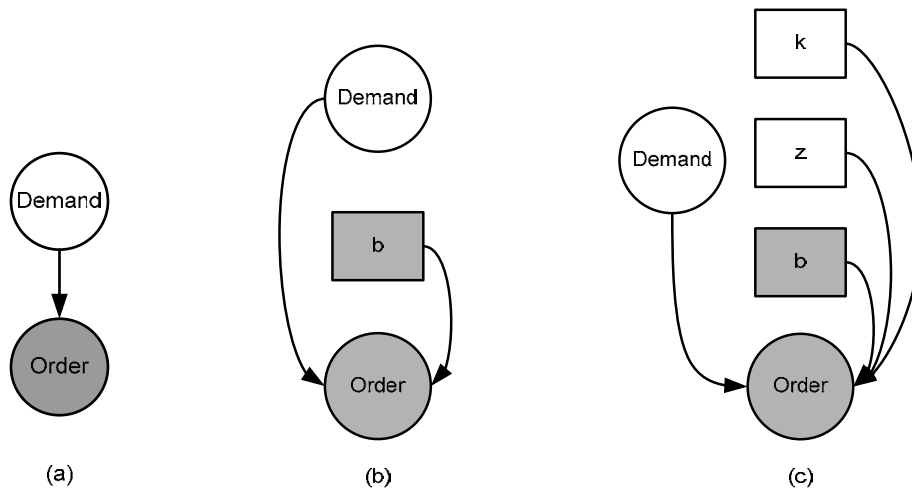 Demand
Order
(a)
Demand
b
Order
(b)
k
Demand
z
b
Order
(c)